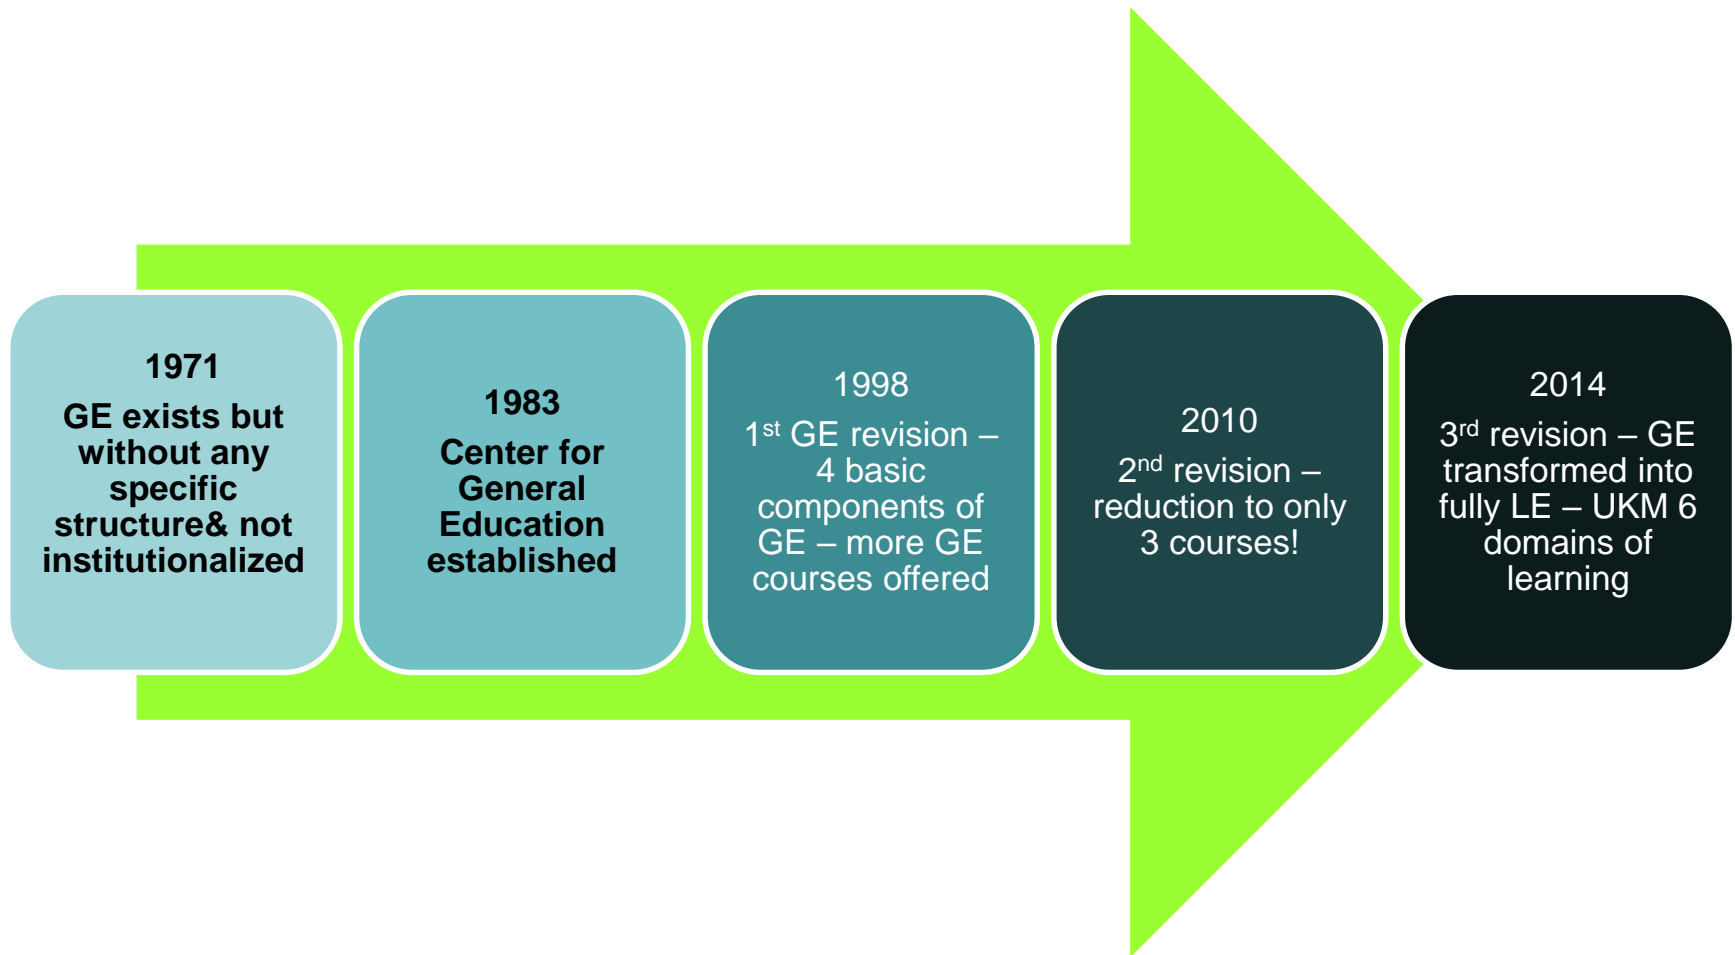 1971
GE exists but
without any
specific
structure& not
institutionalized
1983
Center for
General
Education
established
1998
1st GE revision –
4 basic
components of
GE – more GE
courses offered
2010
2nd revision –
reduction to only
3 courses!
2014
3rd revision – GE
transformed into
fully LE – UKM 6
domains of
learning